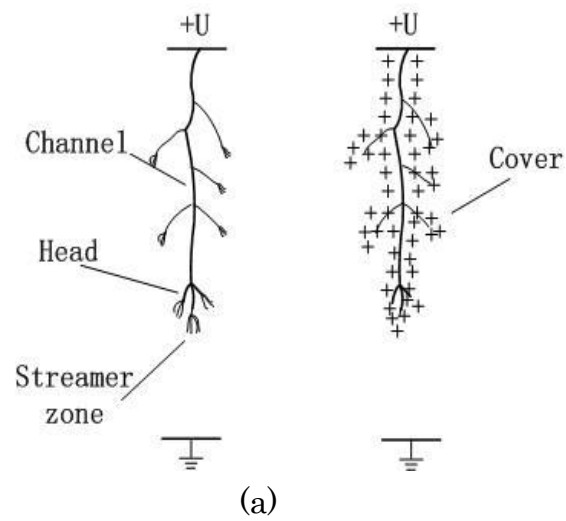 +U
+U
Channel
Cover
Head
Streamer
zone
(a)